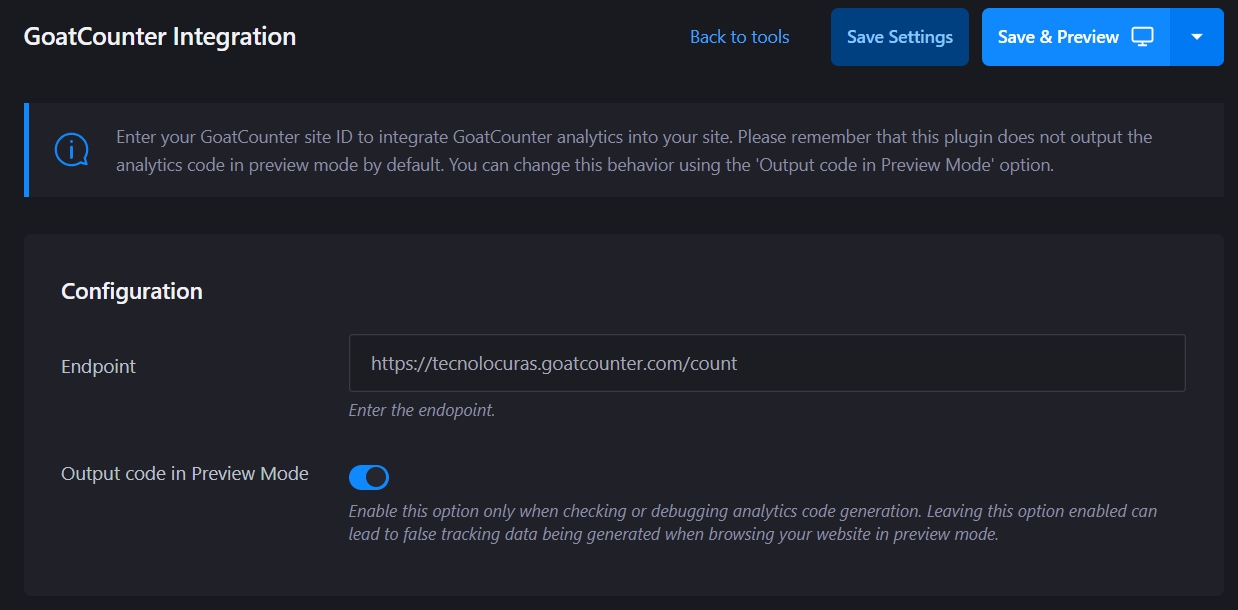 GoatCounter Integration
Back to tools
Save Settings
Save & Preview
Enter your GoatCounter site ID to integrate GoatCounter analytics into your site. Please remember that this plugin does not output the
analytics code in preview mode by default. You can change this behavior using the 'Output code in Preview Mode' option.
Configuration
Endpoint
https://tecnolocuras.goatcounter.com/count
Enter the endopoint.
Output code in Preview Mode
Enable this option only when checking or debugging analytics code generation. Leaving this option enabled can
lead to false tracking data being generated when browsing your website in preview mode.